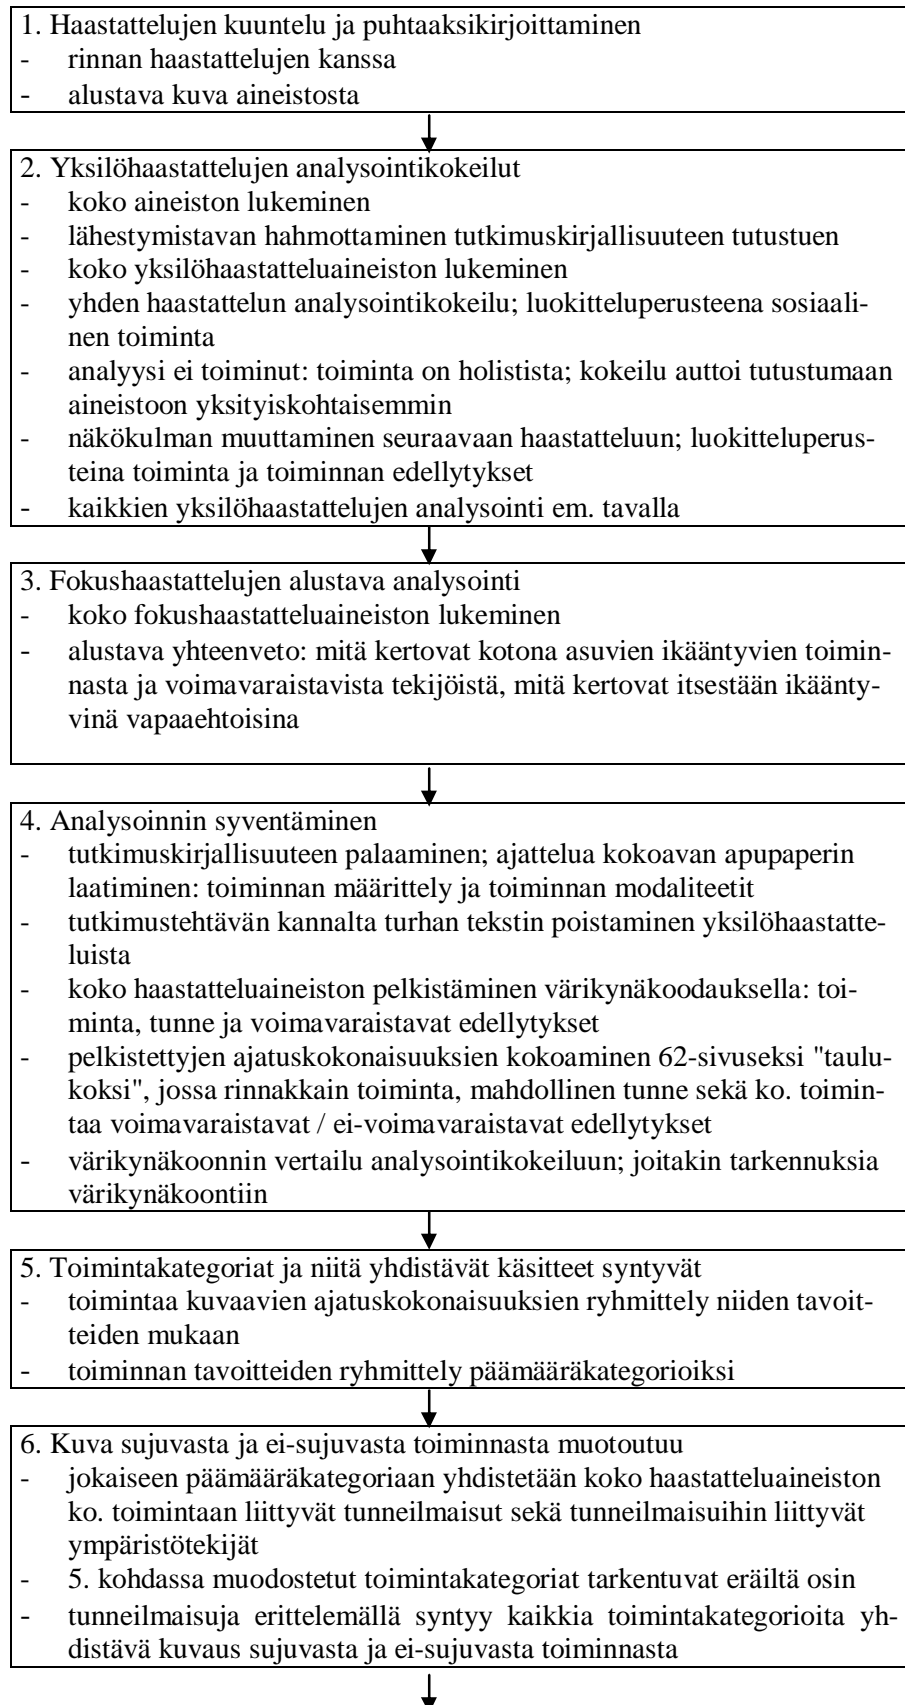 1. Haastattelujen kuuntelu ja puhtaaksikirjoittaminen
- rinnan haastattelujen kanssa
- alustava kuva aineistosta
2. Yksilöhaastattelujen analysointikokeilut
- koko aineiston lukeminen
- lähestymistavan hahmottaminen tutkimuskirjallisuuteen tutustuen
- koko yksilöhaastatteluaineiston lukeminen
- yhden haastattelun analysointikokeilu; luokitteluperusteena sosiaali-
nen toiminta
- analyysi ei toiminut: toiminta on holistista; kokeilu auttoi tutustumaan
aineistoon yksityiskohtaisemmin
- näkökulman muuttaminen seuraavaan haastatteluun; luokitteluperus-
teina toiminta ja toiminnan edellytykset
- kaikkien yksilöhaastattelujen analysointi em. tavalla
3. Fokushaastattelujen alustava analysointi
- koko fokushaastatteluaineiston lukeminen
- alustava yhteenveto: mitä kertovat kotona asuvien ikääntyvien toimin-
nasta ja voimavaraistavista tekijöistä, mitä kertovat itsestään ikäänty-
vinä vapaaehtoisina
4. Analysoinnin syventäminen
- tutkimuskirjallisuuteen palaaminen; ajattelua kokoavan apupaperin
laatiminen: toiminnan määrittely ja toiminnan modaliteetit
- tutkimustehtävän kannalta turhan tekstin poistaminen yksilöhaastatte-
luista
- koko haastatteluaineiston pelkistäminen värikynäkoodauksella: toi-
minta, tunne ja voimavaraistavat edellytykset
- pelkistettyjen ajatuskokonaisuuksien kokoaminen 62-sivuseksi "taulu-
koksi", jossa rinnakkain toiminta, mahdollinen tunne sekä ko. toimin-
taa voimavaraistavat / ei-voimavaraistavat edellytykset
- värikynäkoonnin vertailu analysointikokeiluun; joitakin tarkennuksia
värikynäkoontiin
5. Toimintakategoriat ja niitä yhdistävät käsitteet syntyvät
- toimintaa kuvaavien ajatuskokonaisuuksien ryhmittely niiden tavoit-
teiden mukaan
- toiminnan tavoitteiden ryhmittely päämääräkategorioiksi
6. Kuva sujuvasta ja ei-sujuvasta toiminnasta muotoutuu
- jokaiseen päämääräkategoriaan yhdistetään koko haastatteluaineiston
ko. toimintaan liittyvät tunneilmaisut sekä tunneilmaisuihin liittyvät
ympäristötekijät
- 5. kohdassa muodostetut toimintakategoriat tarkentuvat eräiltä osin
- tunneilmaisuja erittelemällä syntyy kaikkia toimintakategorioita yh-
distävä kuvaus sujuvasta ja ei-sujuvasta toiminnasta